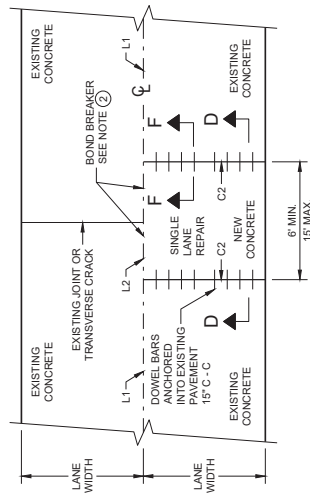 EXISTING
CONCRETE
EXISTING JOINT OR
TRANSVERSE CRACK
EXISTING
CONCRETE
BOND BREAKER
SEE NOTE 2
LANE
WIDTH
L1
L2
L1
CL
DOWEL BARS
ANCHORED
INTO EXISTING
PAVEMENT
15" C - C
SINGLE
LANE
REPAIR
F
F
C2
C2
LANE
WIDTH
D
D
EXISTING
CONCRETE
NEW
CONCRETE
EXISTING
CONCRETE
6' MIN.
15' MAX.